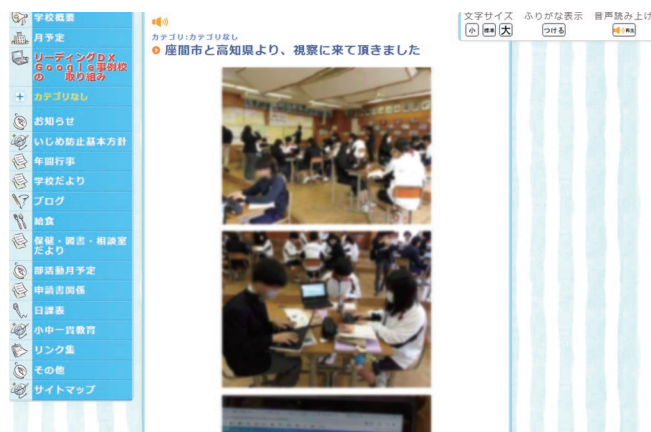 学校概要
月予定
リーディングDX
Google事例校
の 取り組み
カテゴリなし
お知らせ
いじめ防止基本方針
年間行事
学校だより
ブログ
給食
保健・図書・相談室
だより
部活動月予定
申請書関係
日課表
小中一貫教育
リンク集
その他
サイトマップ
カテゴリ:カテゴリなし
座間市と高知県より、視察に来て頂きました
文字サイズ ふりがな表示 音声読み上げ
小 標準 大 つける 再生